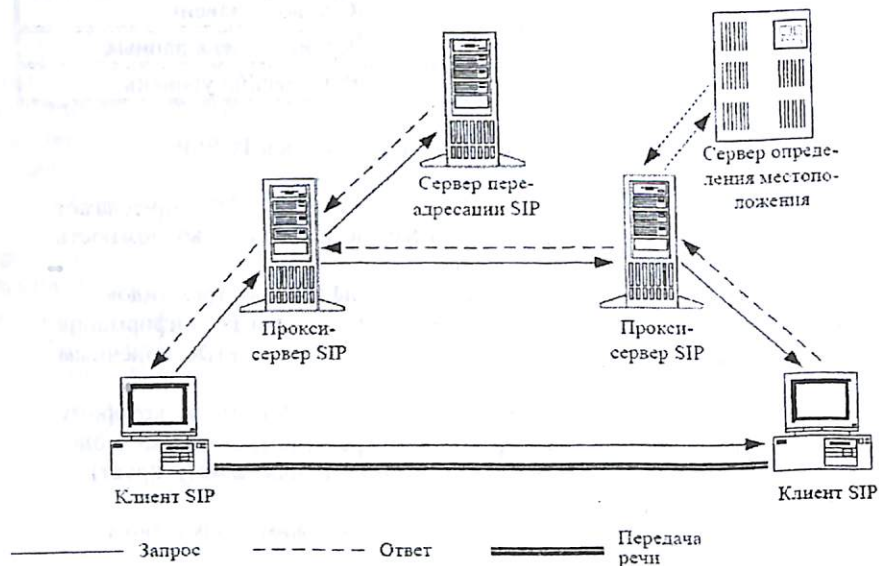 Сервер пере-
адресации SIP
Сервер опреде-
ления местопо-
ложения
Прокси-
сервер SIP
Прокси-
сервер SIP
Клиент SIP
Клиент SIP
Запрос
Ответ
Передача
речи